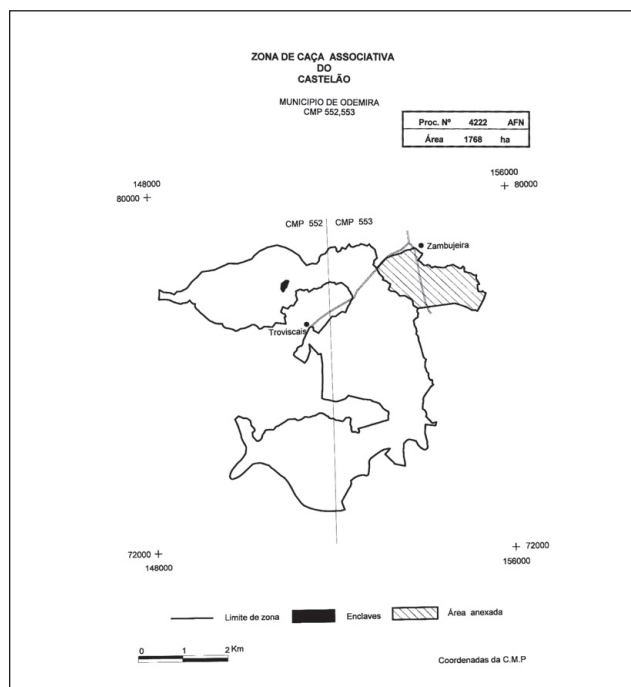 ZONA DE CAÇA ASSOCIATIVA
DO
CASTELÃO
MUNICIPIO DE ODEMIRA
CMP 552,553
Proc. Nº 4222 AFN
Área 1768 ha
148000
80000
156000
80000
CMP 552 CMP 553
Zambujeira
Troviscais
72000
148000
72000
156000
Limite de zona Enclaves Área anexada
0 1 2 Km
Coordenadas da C.M.P